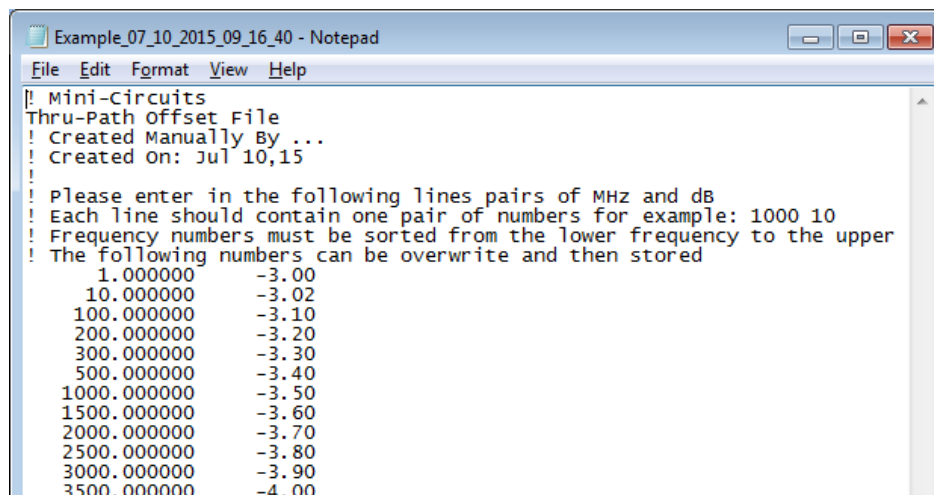 Example_07_10_2015_09_16_40 - Notepad
File Edit Format View Help
! Mini-Circuits
Thru-Path Offset File
! Created Manually By ...
! Created On: Jul 10,15
!
! Please enter in the following lines pairs of MHz and dB
! Each line should contain one pair of numbers for example: 1000 10
! Frequency numbers must be sorted from the lower frequency to the upper
! The following numbers can be overwrite and then stored
1.000000 -3.00
10.000000 -3.02
100.000000 -3.10
200.000000 -3.20
300.000000 -3.30
500.000000 -3.40
1000.000000 -3.50
1500.000000 -3.60
2000.000000 -3.70
2500.000000 -3.80
3000.000000 -3.90
3500.000000 -4.00